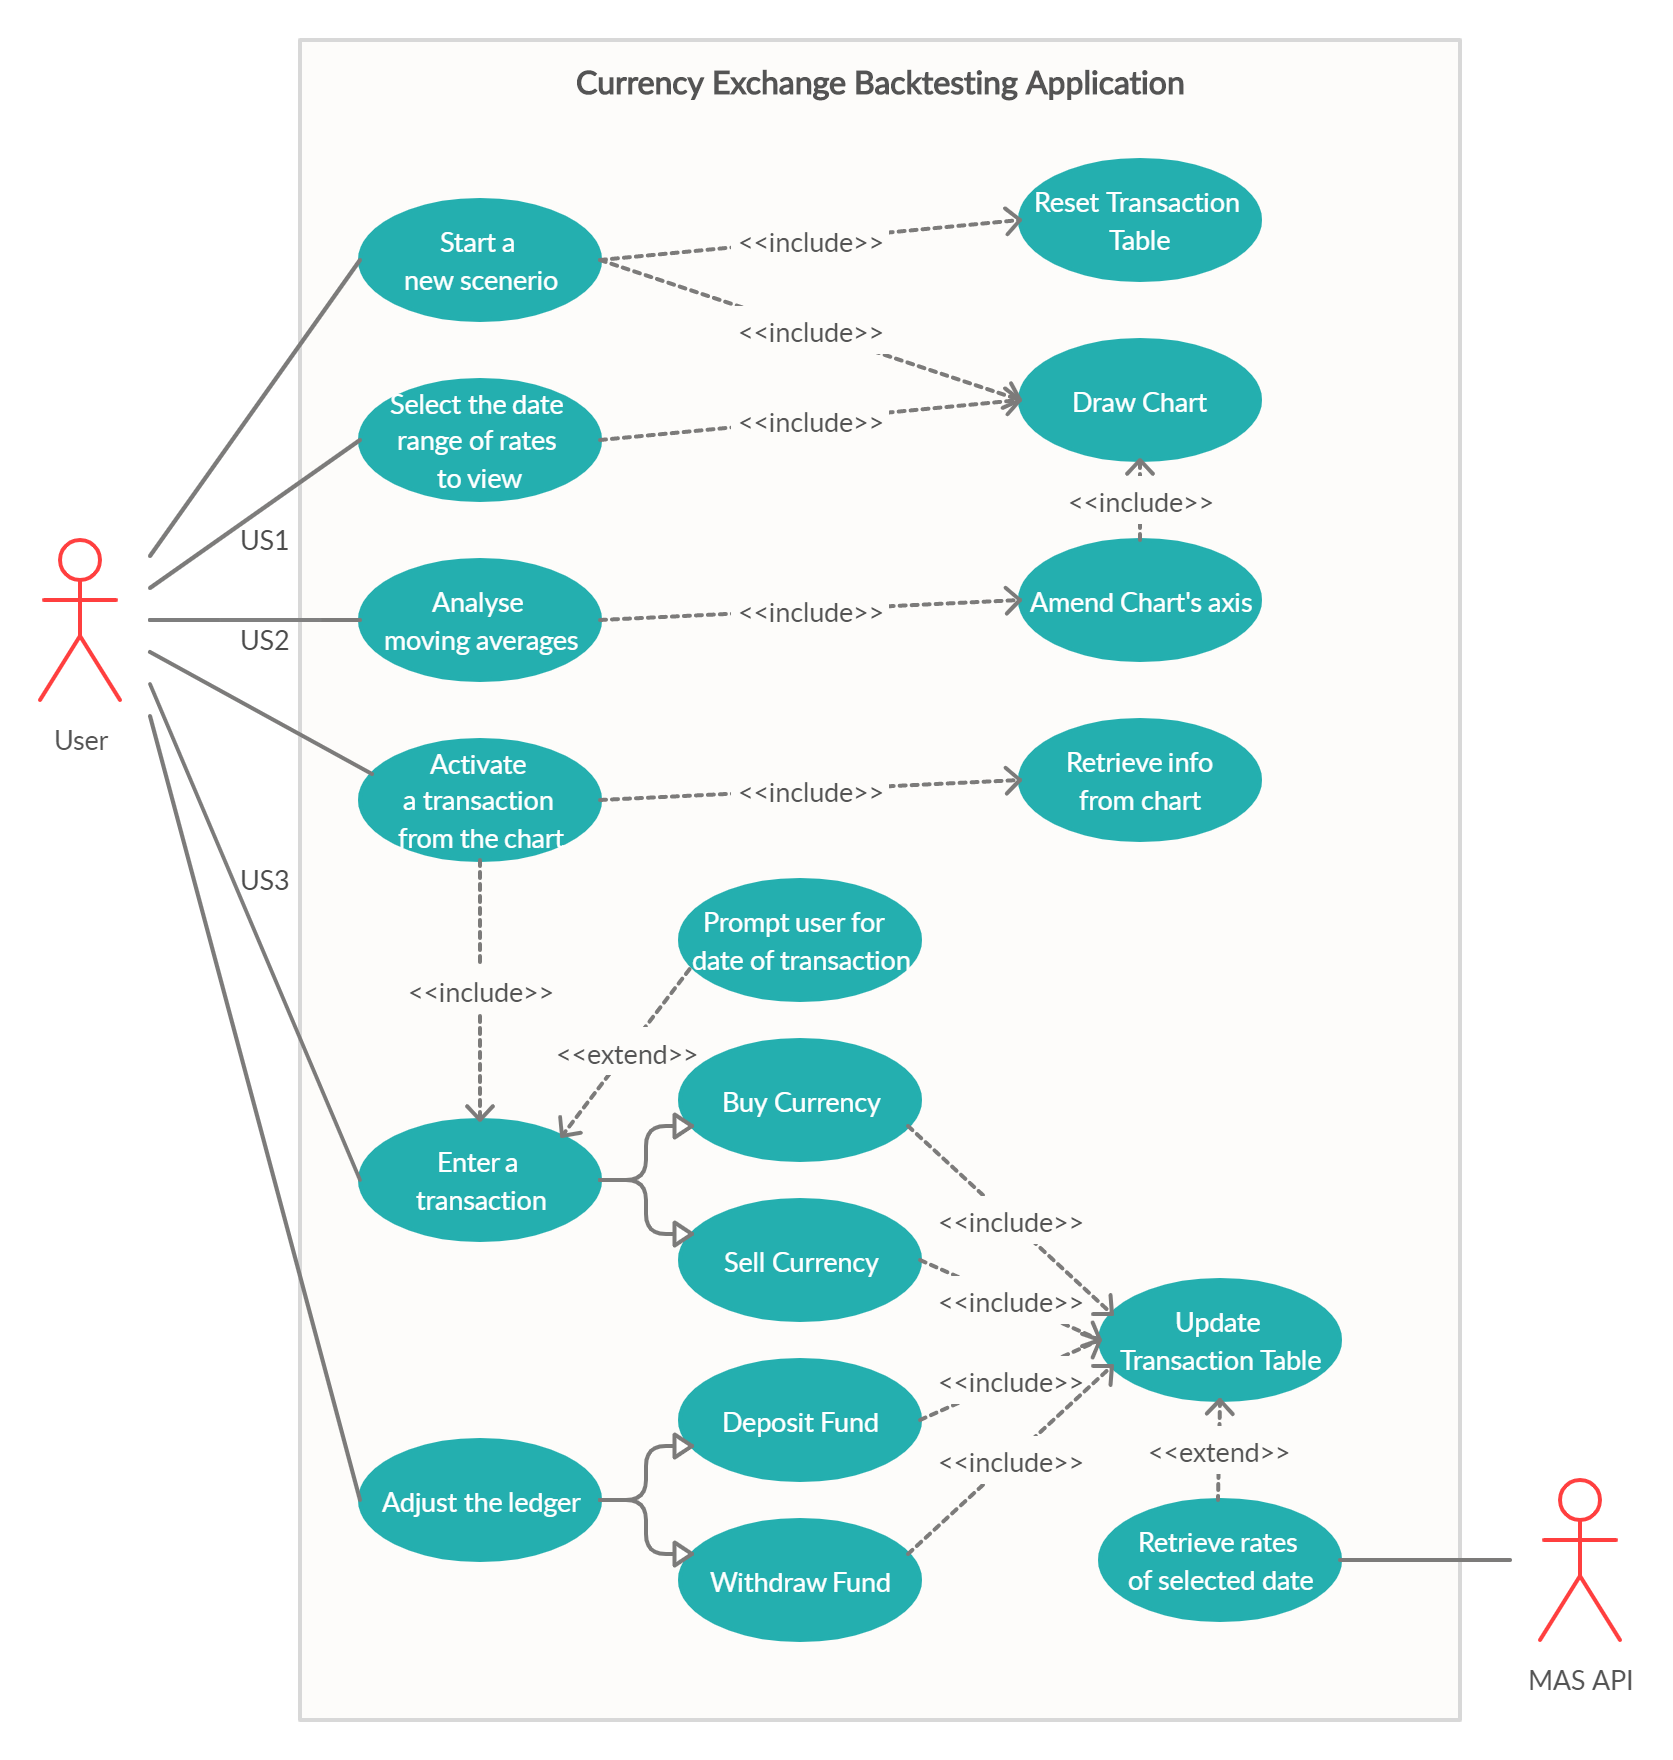 Currency Exchange Backtesting Application
Start a
new scenerio
<<include>>
Reset Transaction
Table
<<include>>
Select the date
range of rates
to view
<<include>>
Draw Chart
<<include>>
US1
Analyse
moving averages
<<include>>
Amend Chart's axis
US2
User
Activate
a transaction
from the chart
<<include>>
Retrieve info
from chart
US3
Prompt user for
date of transaction
<<include>>
<<extend>>
Buy Currency
Enter a
transaction
<<include>>
Sell Currency
<<include>>
Update
Transaction Table
<<include>>
Deposit Fund
<<include>>
<<extend>>
Adjust the ledger
Withdraw Fund
Retrieve rates
of selected date
MAS API